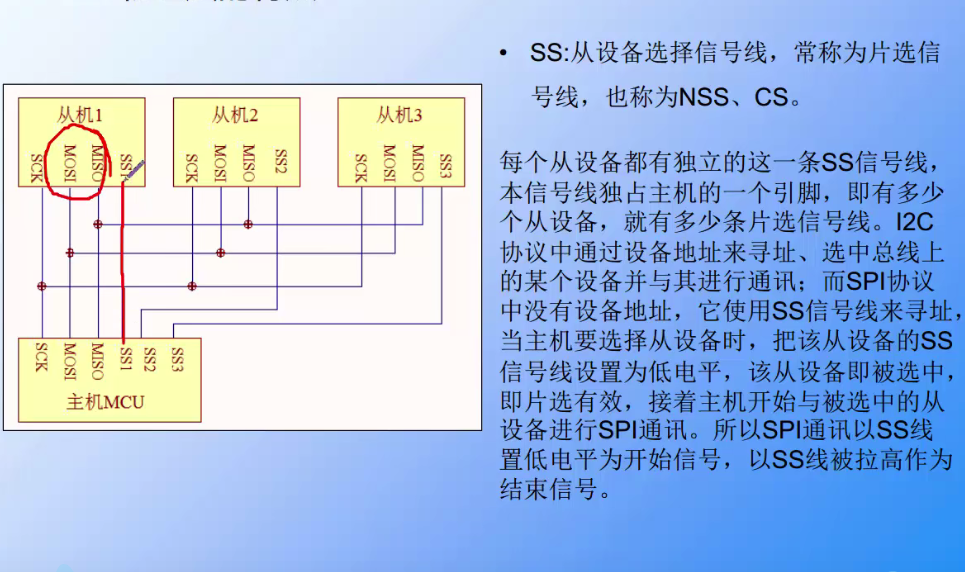 • SS:从设备选择信号线，常称为片选信
号线，也称为NSS、CS。
每个从设备都有独立的这一条SS信号线，
本信号线独占主机的一个引脚，即有多少
个从设备，就有多少条片选信号线。I2C
协议中通过设备地址来寻址、选中总线上
的某个设备并与其进行通讯；而SPI协议
中没有设备地址，它使用SS信号线来寻址，
当主机要选择从设备时，把该从设备的SS
信号线设置为低电平，该从设备即被选中，
即片选有效，接着主机开始与被选中的从
设备进行SPI通讯。所以SPI通讯以SS线
置低电平为开始信号，以SS线被拉高作为
结束信号。
从机1
SCK
MOSI
MISO
SS1
从机2
SCK
MOSI
MISO
SS2
从机3
SCK
MOSI
MISO
SS3
SCK
MOSI
MISO
SS1
SS2
SS3
主机MCU